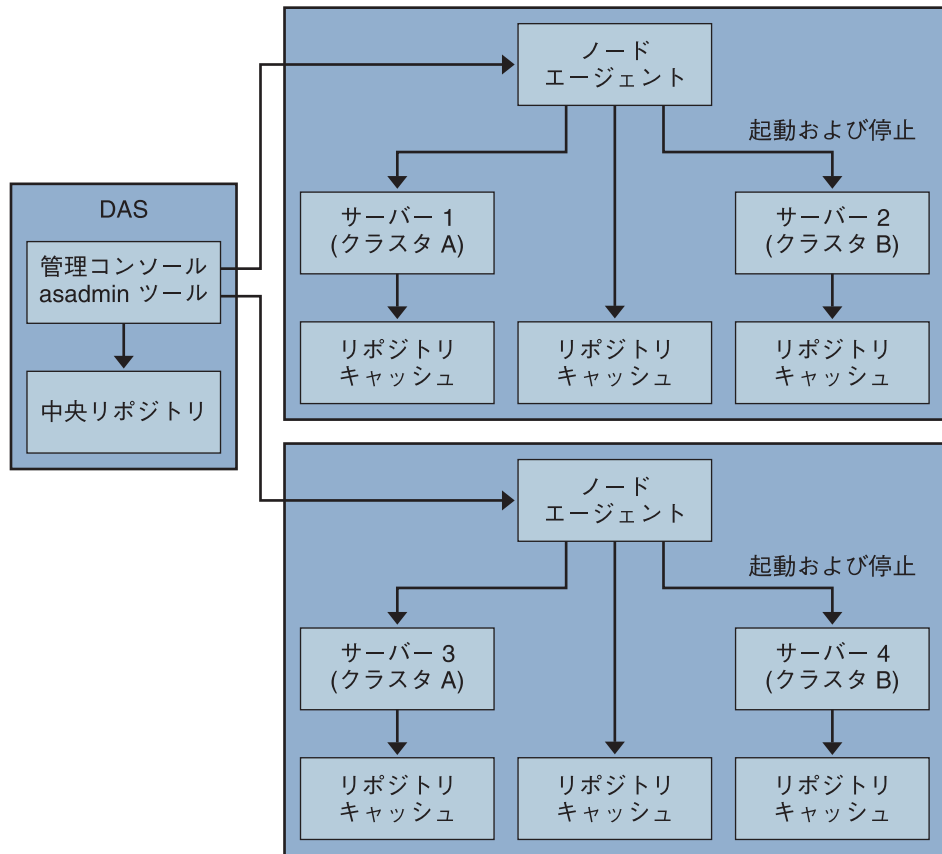 DAS
管理コンソール
asadmin ツール
中央リポジトリ
ノード
エージェント
起動および停止
サーバー 1
(クラスタ A)
サーバー 2
(クラスタ B)
リポジトリ
キャッシュ
リポジトリ
キャッシュ
リポジトリ
キャッシュ
ノード
エージェント
起動および停止
サーバー 3
(クラスタ A)
サーバー 4
(クラスタ B)
リポジトリ
キャッシュ
リポジトリ
キャッシュ
リポジトリ
キャッシュ